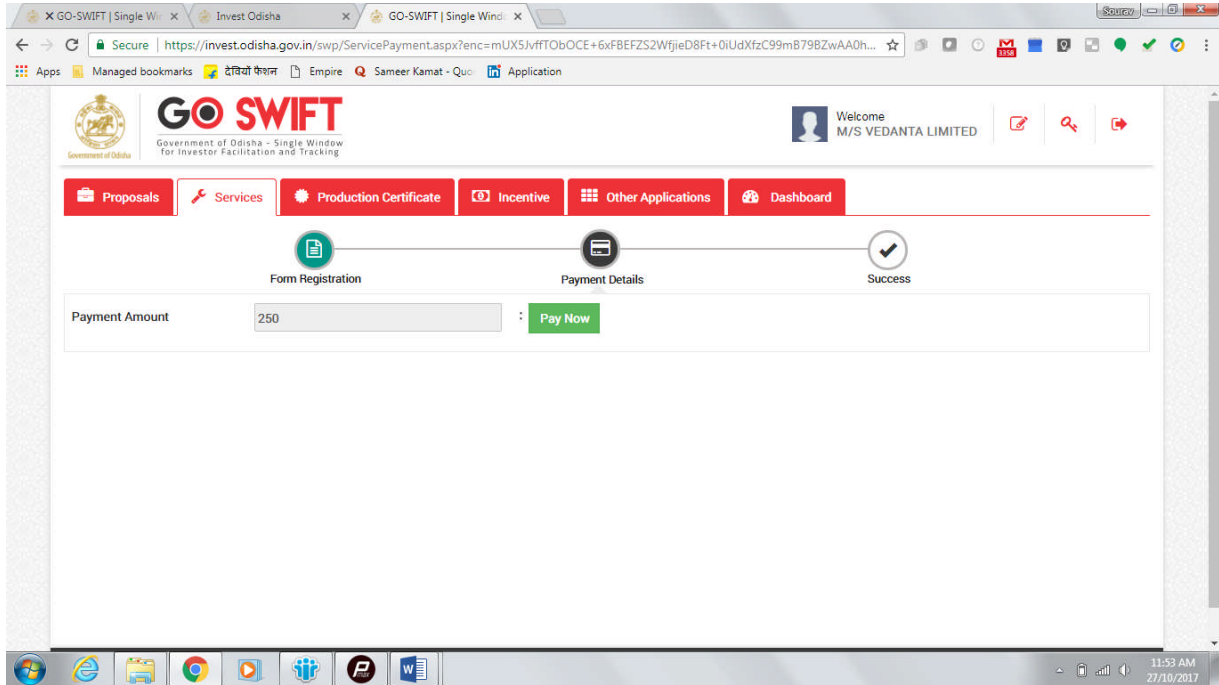 GO-SWIFT | Single Win
Invest Odisha
GO-SWIFT | Single Wind
Sourav
Secure | https://invest.odisha.gov.in/swp/ServicePayment.aspx?enc=mUX5JvffTObOCE+6xFBEFZS2WfjieD8Ft+0iUdXfzC99mB79BZwAA0h...
3358
Apps
Managed bookmarks
देवियों फैशन
Empire
Sameer Kamat - Quo
Application
GO SWIFT
Government of Odisha - Single Window
for Investor Facilitation and Tracking
Government of Odisha
Welcome
M/S VEDANTA LIMITED
Proposals
Services
Production Certificate
Incentive
Other Applications
Dashboard
Form Registration
Payment Details
Success
Payment Amount
250
:
Pay Now
11:53 AM
27/10/2017